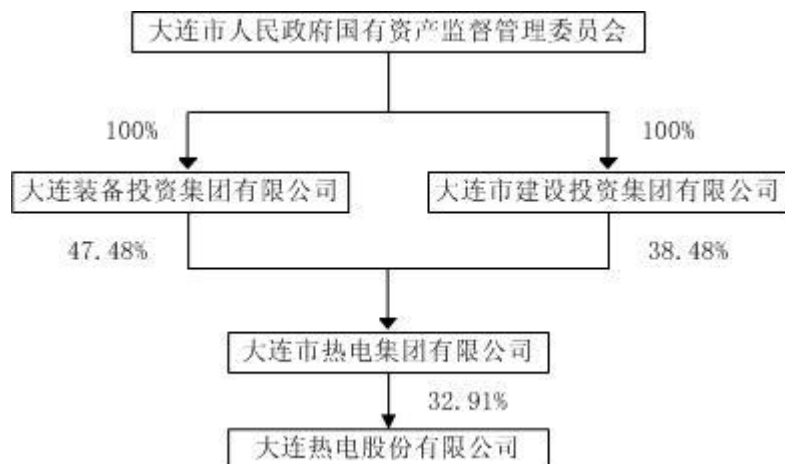 大连市人民政府国有资产监督管理委员会
100%
100%
大连装备投资集团有限公司
大连市建设投资集团有限公司
47.48%
38.48%
大连市热电集团有限公司
32.91%
大连热电股份有限公司